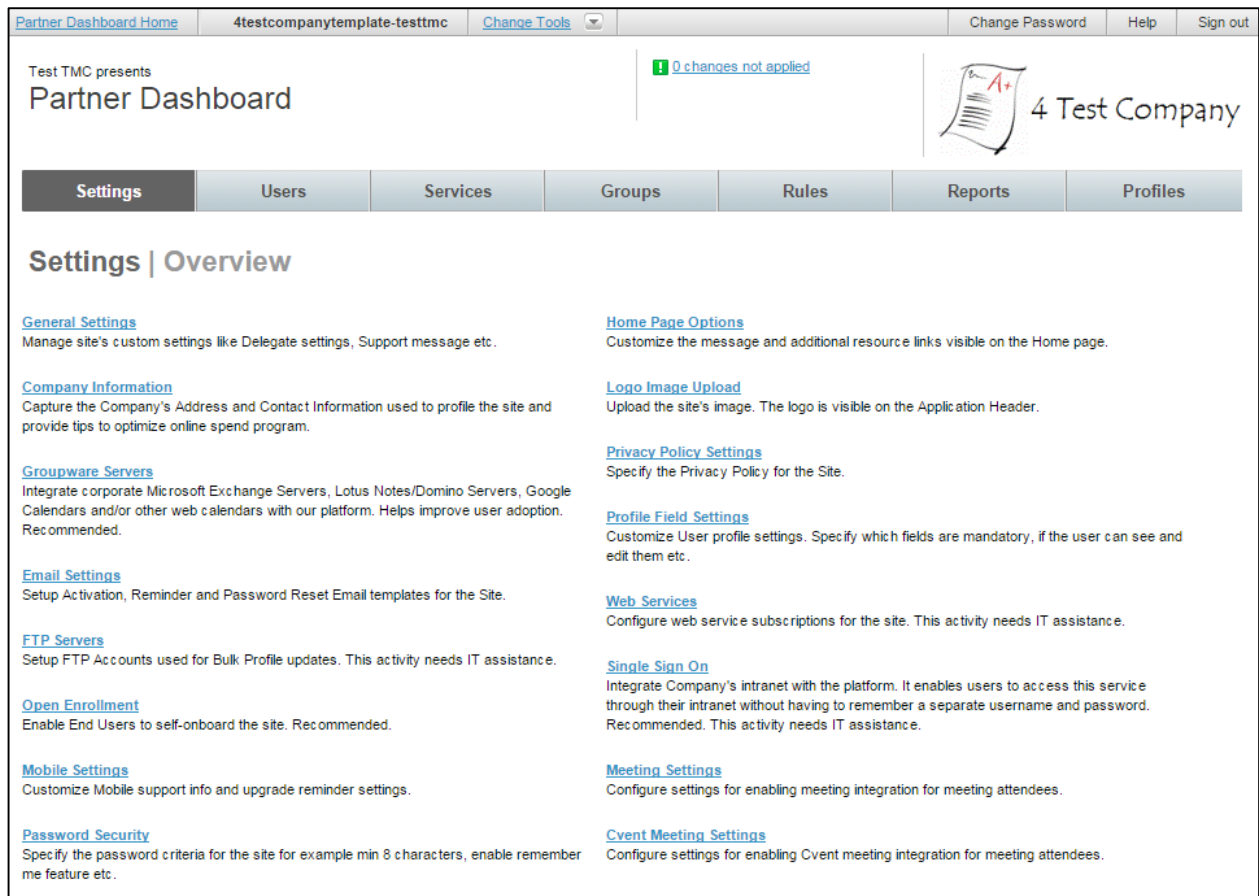 Partner Dashboard Home 4testcompanytemplate-testtmc Change Tools Change Password Help Sign out
Test TMC presents
Partner Dashboard
0 changes not applied
A+
4 Test Company
Settings Users Services Groups Rules Reports Profiles
Settings | Overview
General Settings
Manage site's custom settings like Delegate settings, Support message etc.
Company Information
Capture the Company's Address and Contact Information used to profile the site and
provide tips to optimize online spend program.
Groupware Servers
Integrate corporate Microsoft Exchange Servers, Lotus Notes/Domino Servers, Google
Calendars and/or other web calendars with our platform. Helps improve user adoption.
Recommended.
Email Settings
Setup Activation, Reminder and Password Reset Email templates for the Site.
FTP Servers
Setup FTP Accounts used for Bulk Profile updates. This activity needs IT assistance.
Open Enrollment
Enable End Users to self-onboard the site. Recommended.
Mobile Settings
Customize Mobile support info and upgrade reminder settings.
Password Security
Specify the password criteria for the site for example min 8 characters, enable remember
me feature etc.
Home Page Options
Customize the message and additional resource links visible on the Home page.
Logo Image Upload
Upload the site's image. The logo is visible on the Application Header.
Privacy Policy Settings
Specify the Privacy Policy for the Site.
Profile Field Settings
Customize User profile settings. Specify which fields are mandatory, if the user can see and
edit them etc.
Web Services
Configure web service subscriptions for the site. This activity needs IT assistance.
Single Sign On
Integrate Company's intranet with the platform. It enables users to access this service
through their intranet without having to remember a separate username and password.
Recommended. This activity needs IT assistance.
Meeting Settings
Configure settings for enabling meeting integration for meeting attendees.
Cvent Meeting Settings
Configure settings for enabling Cvent meeting integration for meeting attendees.